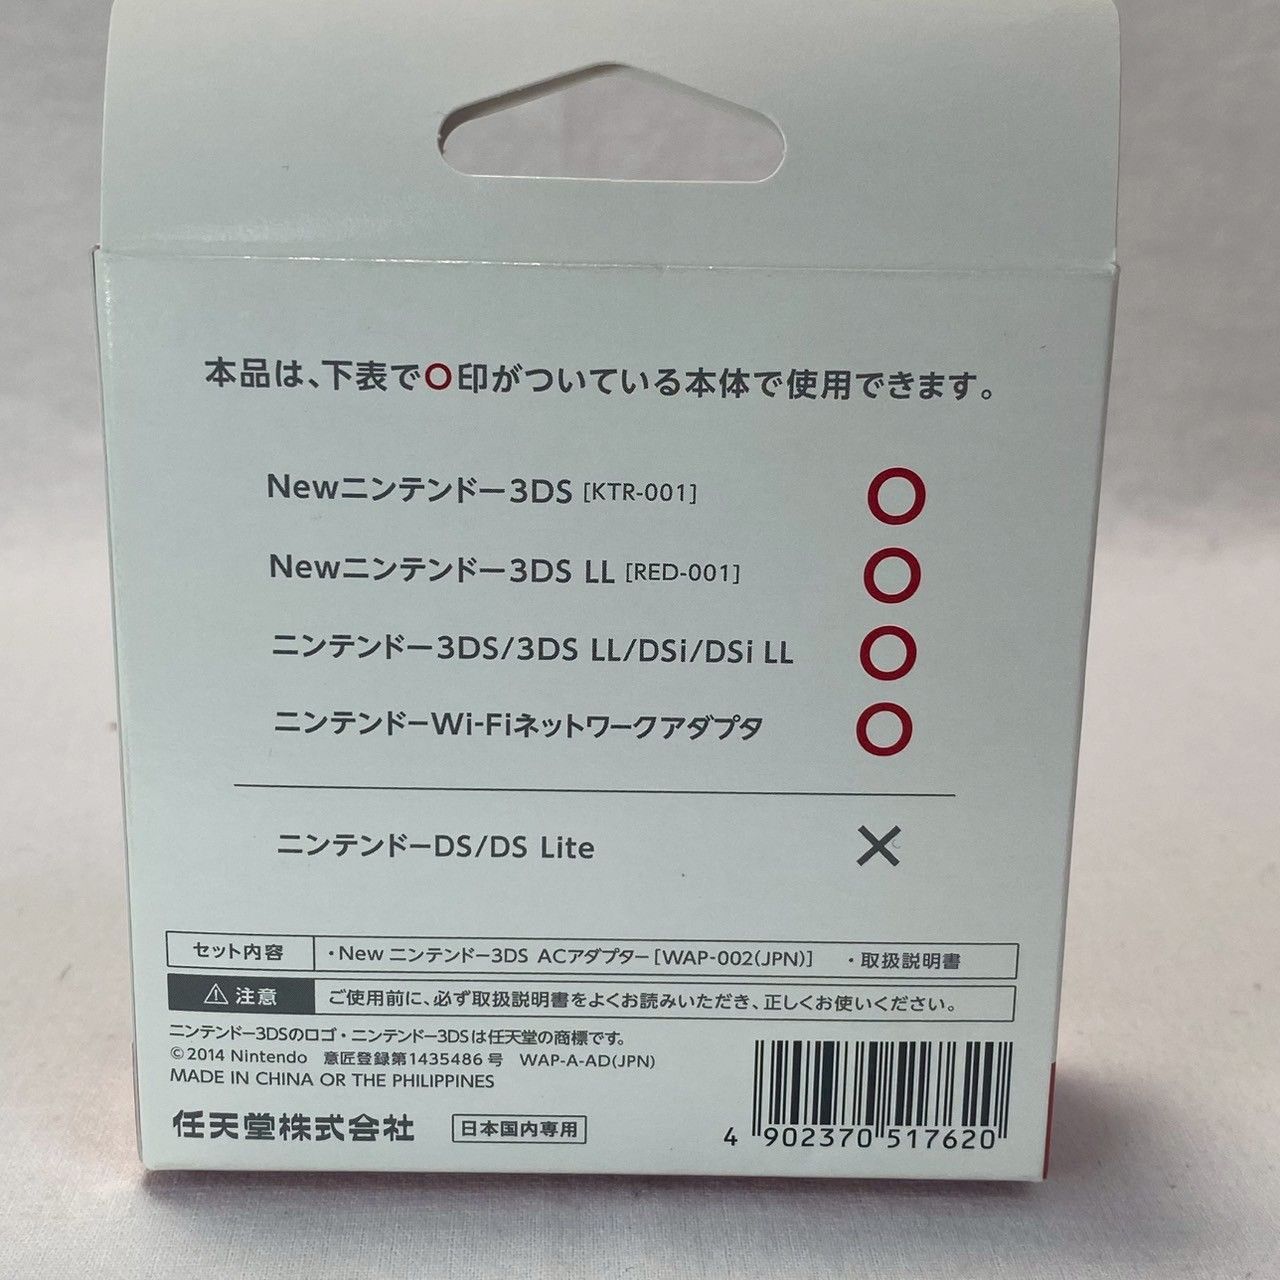 本品は、下表で○印がついている本体で使用できます。
Newニンテンドー3DS [KTR-001] ○
Newニンテンドー3DS LL [RED-001] ○
ニンテンドー3DS/3DS LL/DSi/DSi LL ○
ニンテンドーWi-Fiネットワークアダプタ ○
ニンテンドーDS/DS Lite ×
セット内容 ・New ニンテンドー3DS ACアダプター[WAP-002(JPN)] ・取扱説明書
⚠注意 ご使用前に、必ず取扱説明書をよくお読みいただき、正しくお使いください。
ニンテンドー3DSのロゴ・ニンテンドー3DSは任天堂の商標です。
©2014 Nintendo 意匠登録第1435486号 WAP-A-AD(JPN)
MADE IN CHINA OR THE PHILIPPINES
任天堂株式会社 日本国内専用
4 902370 517620